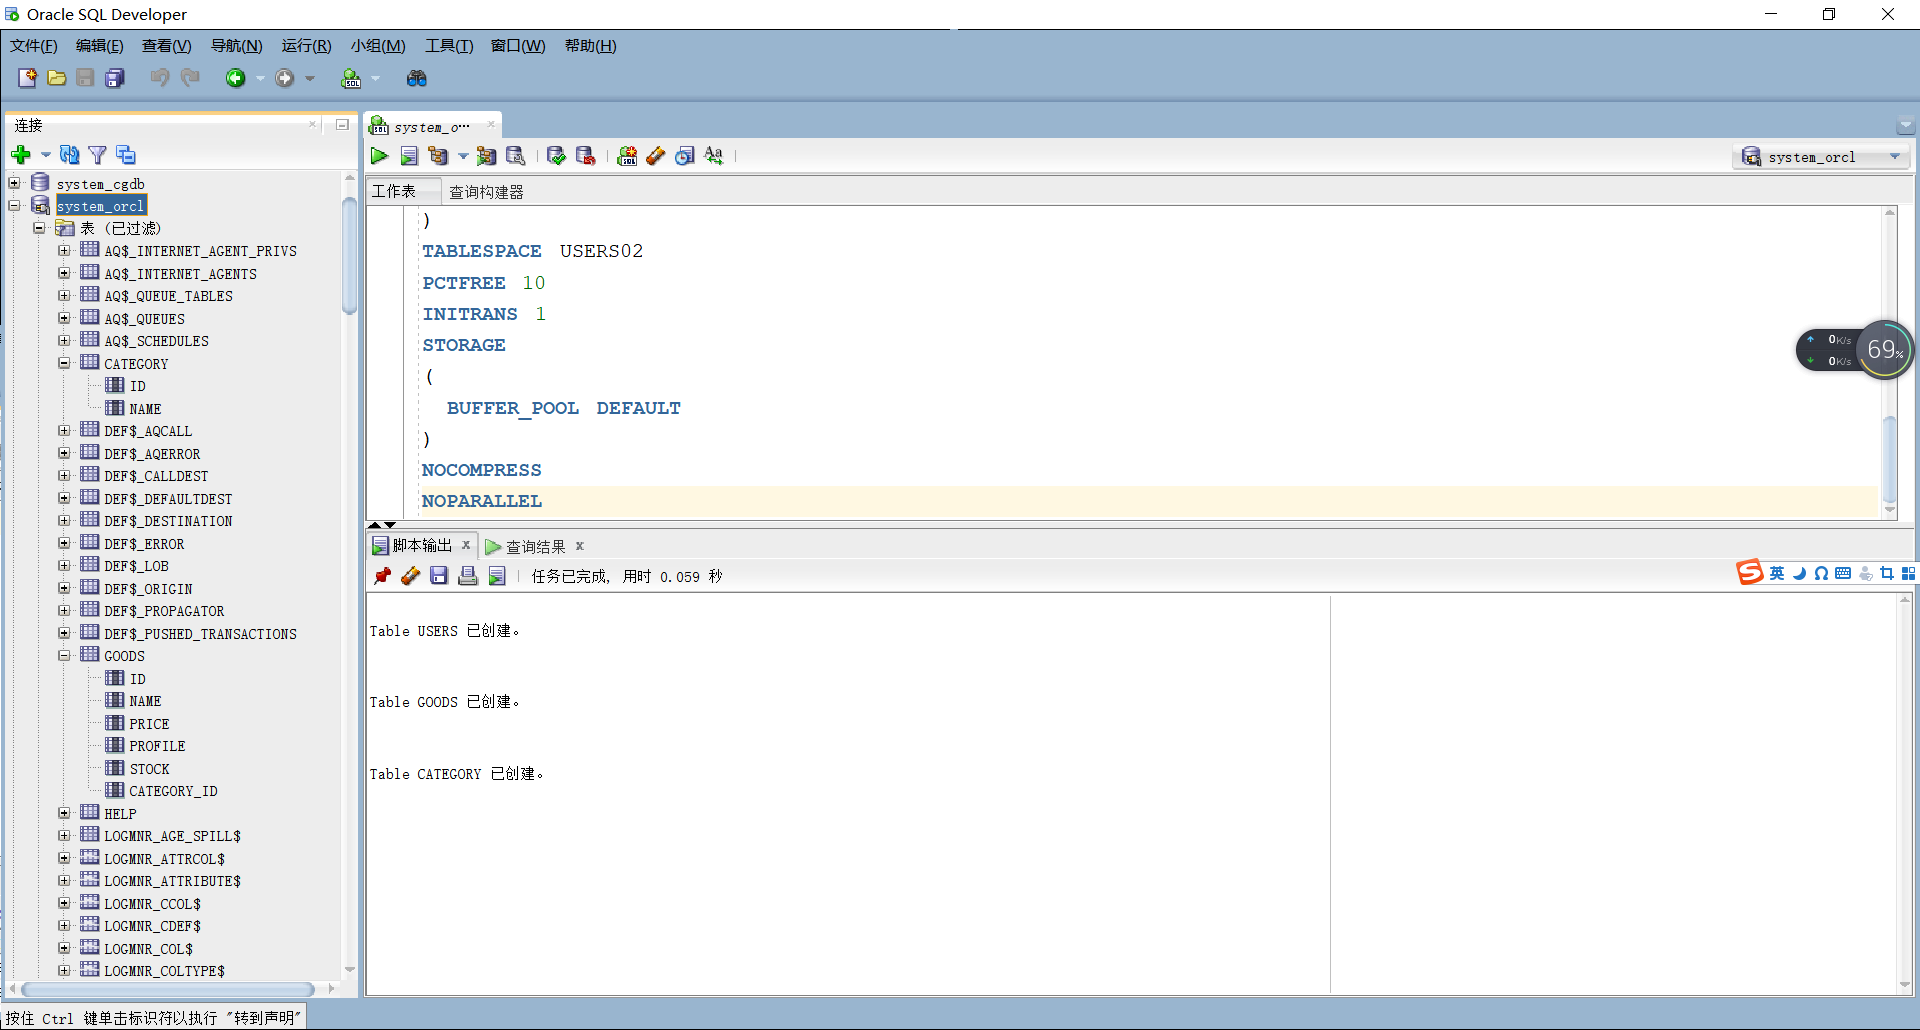 Oracle SQL Developer
文件(F) 编辑(E) 查看(V) 导航(N) 运行(R) 小组(M) 工具(T) 窗口(W) 帮助(H)
连接
system_cgdb
system_orcl
表 (已过滤)
AQ$_INTERNET_AGENT_PRIVS
AQ$_INTERNET_AGENTS
AQ$_QUEUE_TABLES
AQ$_QUEUES
AQ$_SCHEDULES
CATEGORY
ID
NAME
DEF$_AQCALL
DEF$_AQERROR
DEF$_CALLDEST
DEF$_DEFAULTDEST
DEF$_DESTINATION
DEF$_ERROR
DEF$_LOB
DEF$_ORIGIN
DEF$_PROPAGATOR
DEF$_PUSHED_TRANSACTIONS
GOODS
ID
NAME
PRICE
PROFILE
STOCK
CATEGORY_ID
HELP
LOGMNR_AGE_SPILL$
LOGMNR_ATTRCOL$
LOGMNR_ATTRIBUTE$
LOGMNR_CCOL$
LOGMNR_CDEF$
LOGMNR_COL$
LOGMNR_COLTYPE$
system_o…
system_orcl
工作表 查询构建器
)
TABLESPACE USERS02
PCTFREE 10
INITRANS 1
STORAGE
(
BUFFER_POOL DEFAULT
)
NOCOMPRESS
NOPARALLEL
0K/s
0K/s
69%
脚本输出 查询结果
任务已完成, 用时 0.059 秒
英
Table USERS 已创建。
Table GOODS 已创建。
Table CATEGORY 已创建。
按住 Ctrl 键单击标识符以执行 "转到声明"